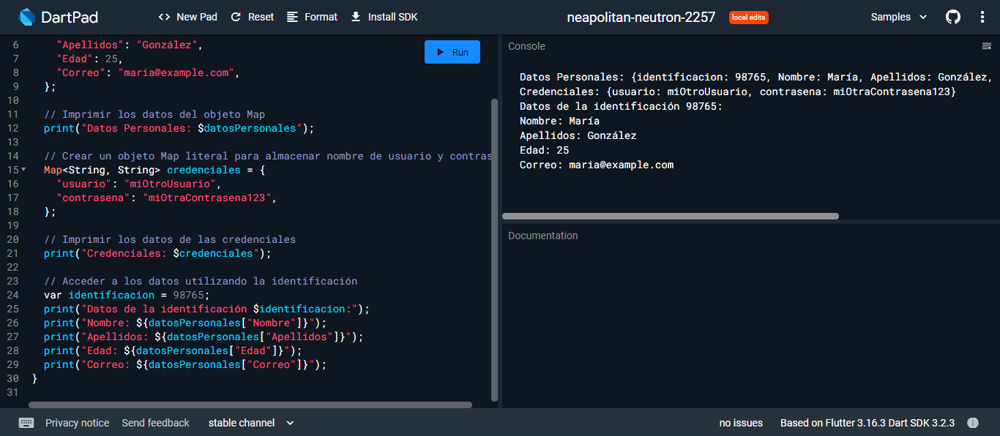 DartPad
<> New Pad
Reset
Format
Install SDK
neapolitan-neutron-2257
local edits
Samples
6 "Apellidos": "González",
7 "Edad": 25,
8 "Correo": "maria@example.com",
9 };
10
11 // Imprimir los datos del objeto Map
12 print("Datos Personales: $datosPersonales");
13
14 // Crear un objeto Map literal para almacenar nombre de usuario y contras
15 Map<String, String> credenciales = {
16 "usuario": "miOtroUsuario",
17 "contrasena": "miOtraContrasena123",
18 };
19
20 // Imprimir los datos de las credenciales
21 print("Credenciales: $credenciales");
22
23 // Acceder a los datos utilizando la identificación
24 var identificacion = 98765;
25 print("Datos de la identificación $identificacion:");
26 print("Nombre: ${datosPersonales["Nombre"]}");
27 print("Apellidos: ${datosPersonales["Apellidos"]}");
28 print("Edad: ${datosPersonales["Edad"]}");
29 print("Correo: ${datosPersonales["Correo"]}");
30 }
31
Run
Console
Datos Personales: {identificacion: 98765, Nombre: María, Apellidos: González,
Credenciales: {usuario: miOtroUsuario, contrasena: miOtraContrasena123}
Datos de la identificación 98765:
Nombre: María
Apellidos: González
Edad: 25
Correo: maria@example.com
Documentation
Privacy notice
Send feedback
stable channel
no issues
Based on Flutter 3.16.3 Dart SDK 3.2.3